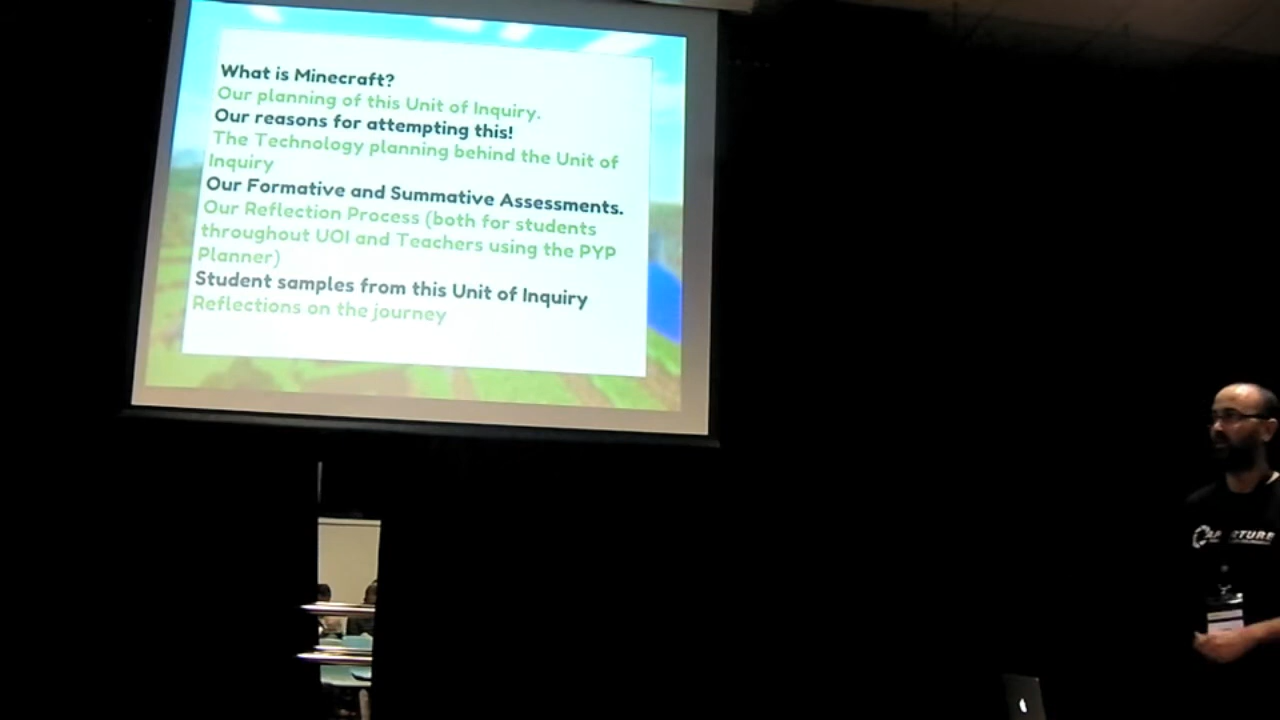 What is Minecraft?
Our planning of this Unit of Inquiry.
Our reasons for attempting this!
The Technology planning behind the Unit of
Inquiry
Our Formative and Summative Assessments.
Our Reflection Process (both for students
throughout UOI and Teachers using the PYP
Planner)
Student samples from this Unit of Inquiry
Reflections on the journey